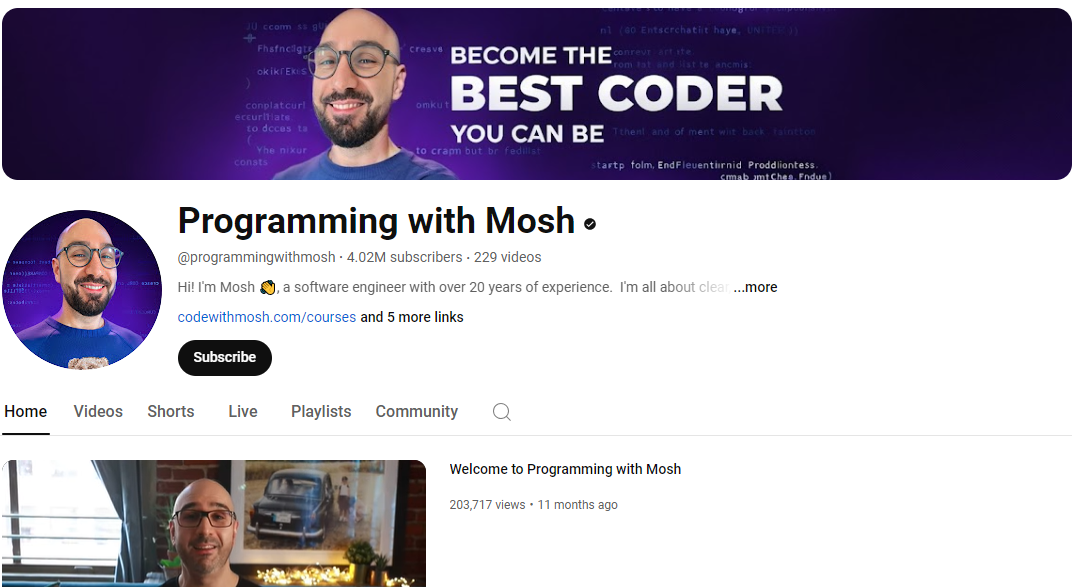 BECOME THE
BEST CODER
YOU CAN BE
Programming with Mosh
@programmingwithmosh · 4.02M subscribers · 229 videos
Hi! I'm Mosh 👋, a software engineer with over 20 years of experience. I'm all about clear ...more
codewithmosh.com/courses and 5 more links
Subscribe
Home Videos Shorts Live Playlists Community
Welcome to Programming with Mosh
203,717 views • 11 months ago